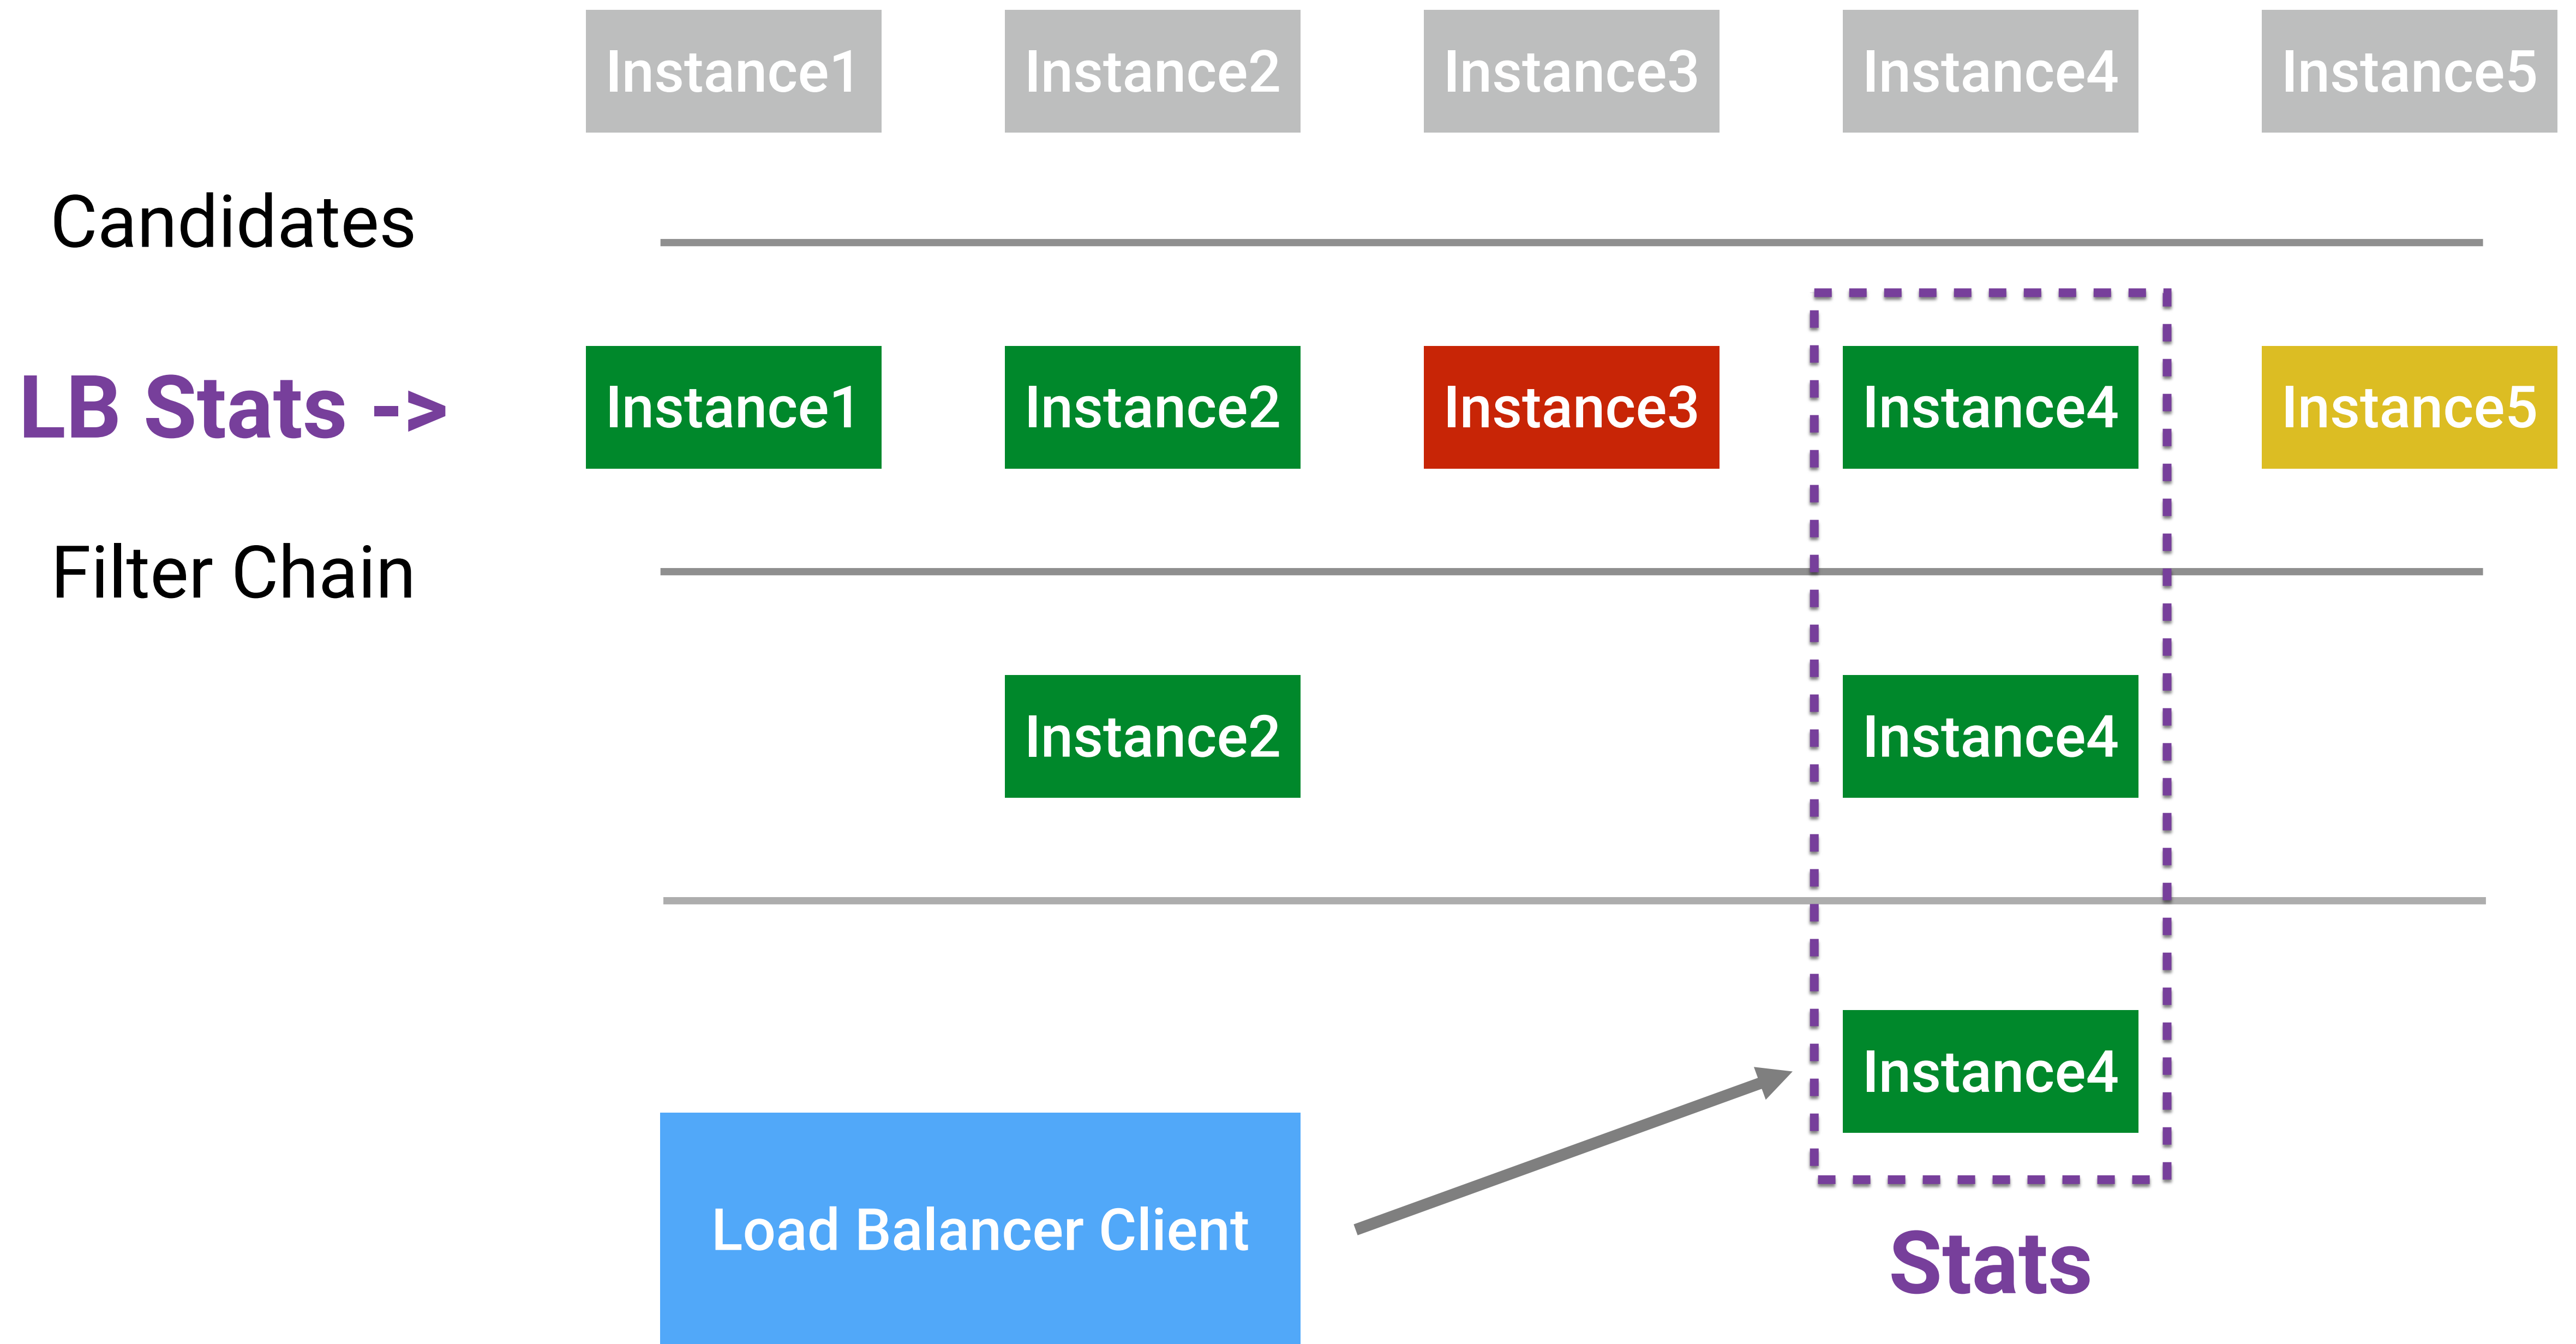 Instance1
Instance2
Instance3
Instance4
Instance5
Candidates
LB Stats ->
Instance1
Instance2
Instance3
Instance4
Instance5
Filter Chain
Instance2
Instance4
Instance4
Load Balancer Client
Stats